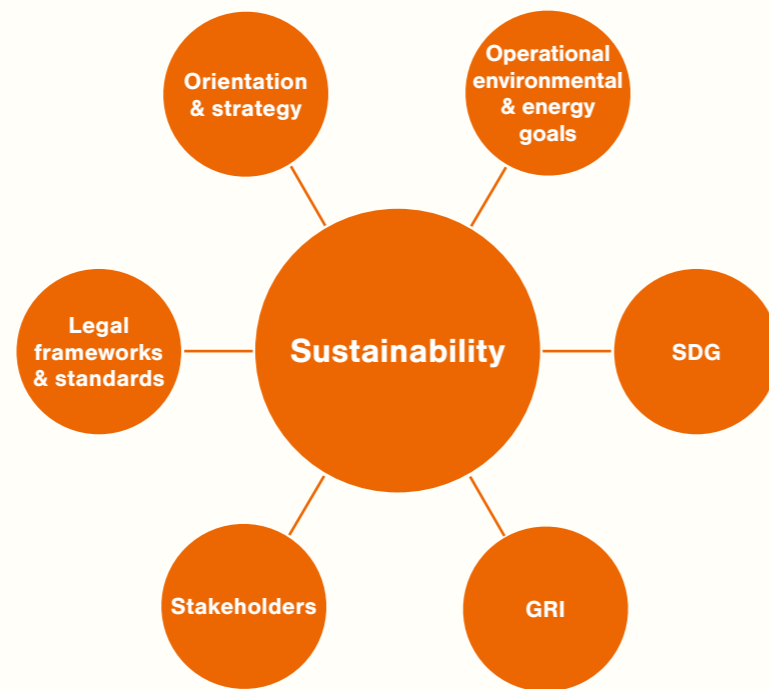 Orientation
& strategy
Operational
environmental
& energy
goals
Legal
frameworks
& standards
Sustainability
SDG
Stakeholders
GRI